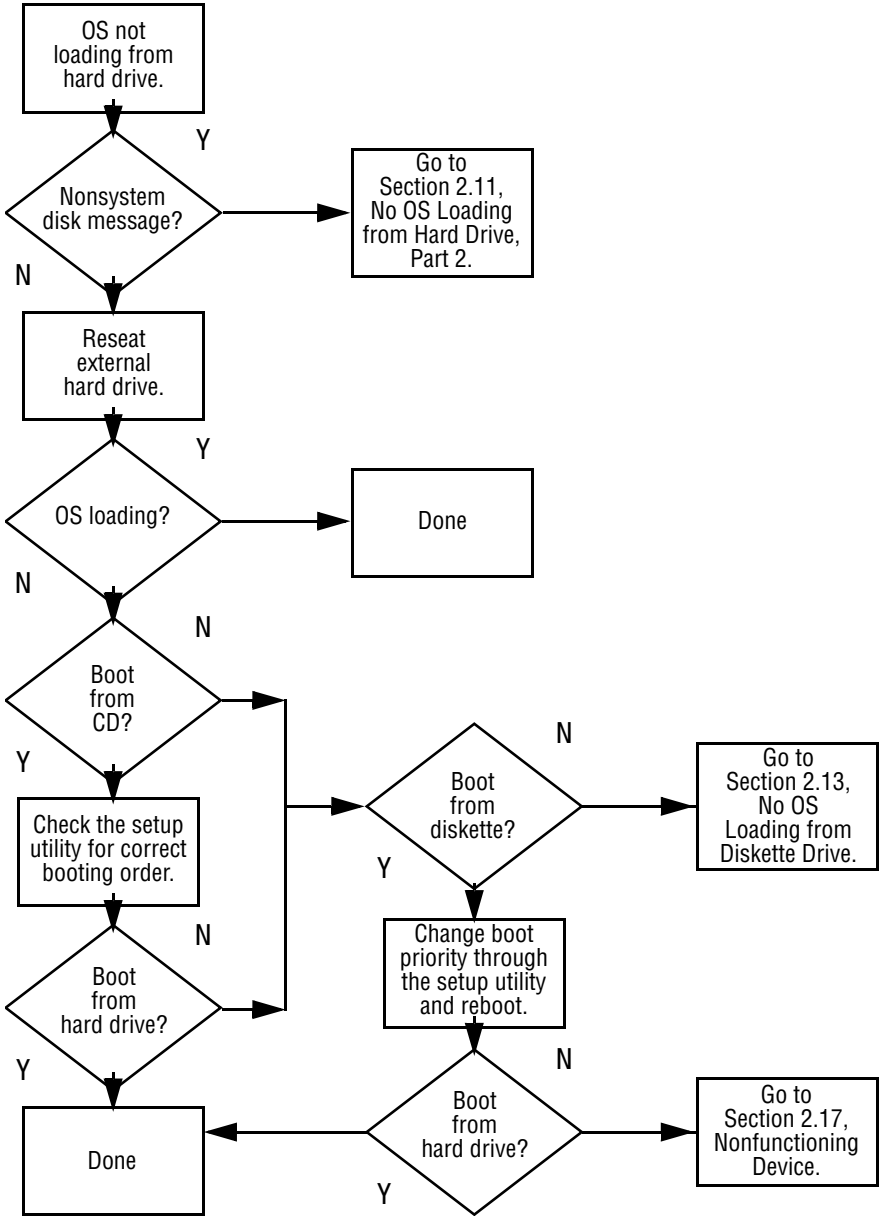 OS not
loading from
hard drive.
Y
Nonsystem
disk message?
Go to
Section 2.11,
No OS Loading
from Hard Drive,
Part 2.
N
Reseat
external
hard drive.
Y
OS loading?
Done
N
N
Boot
from
CD?
Y
Check the setup
utility for correct
booting order.
N
Boot
from
hard drive?
Y
Done
N
Boot
from
diskette?
Go to
Section 2.13,
No OS
Loading from
Diskette Drive.
Y
Change boot
priority through
the setup utility
and reboot.
N
Boot
from
hard drive?
Go to
Section 2.17,
Nonfunctioning
Device.
Y